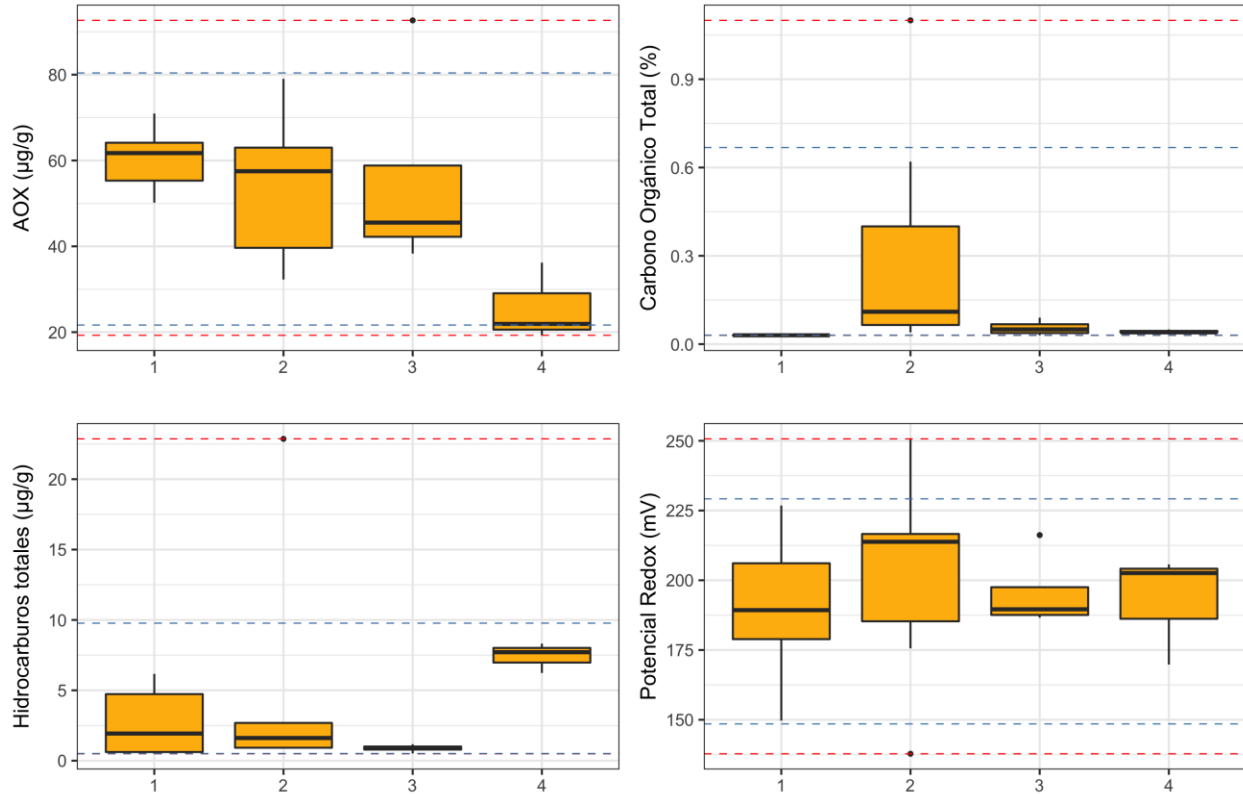 AOX (µg/g)
80
60
40
20
1 2 3 4
Carbono Orgánico Total (%)
0.9
0.6
0.3
0.0
1 2 3 4
Hidrocarburos totales (µg/g)
20
15
10
5
0
1 2 3 4
Potencial Redox (mV)
250
225
200
175
150
1 2 3 4